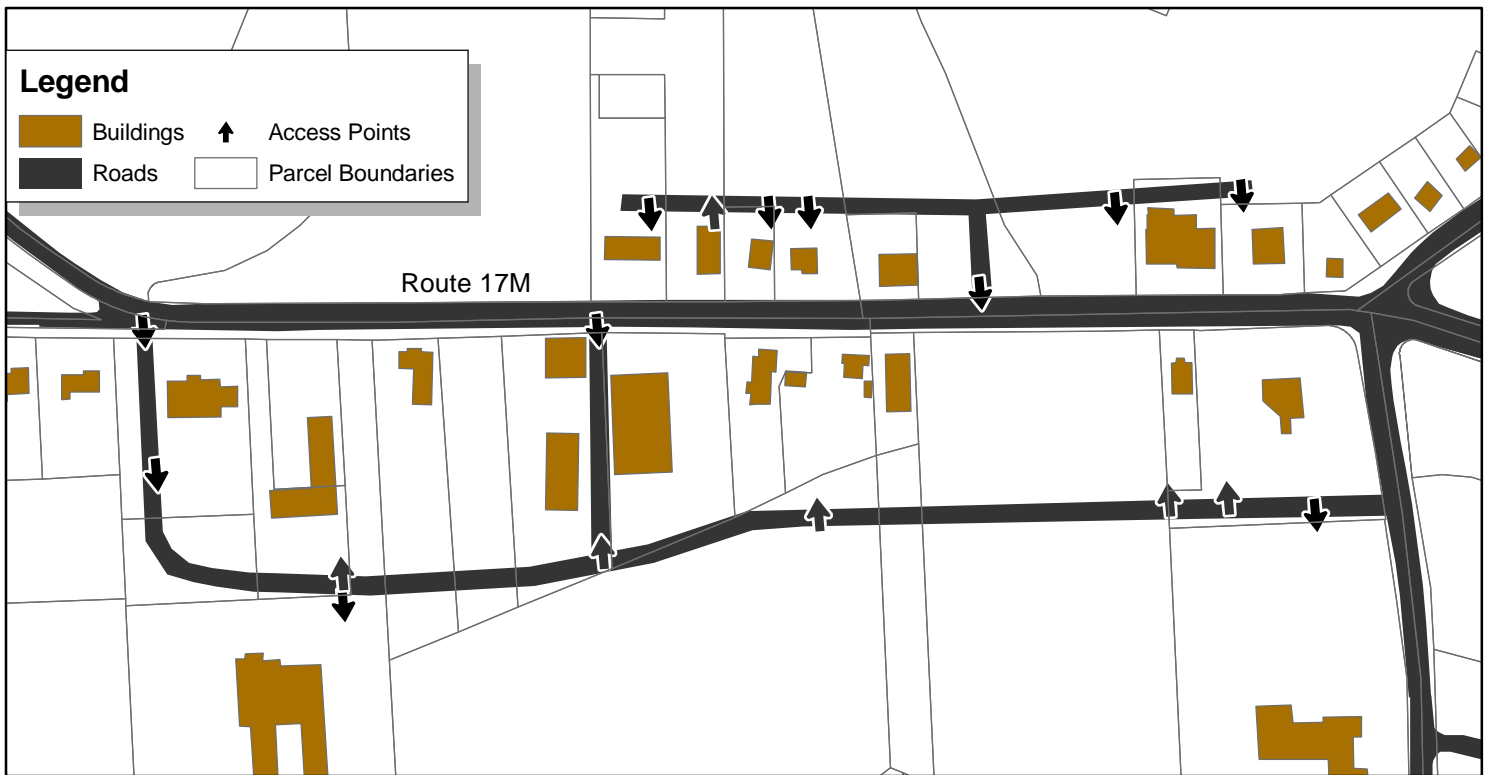 Legend
Buildings
Access Points
Roads
Parcel Boundaries
Route 17M